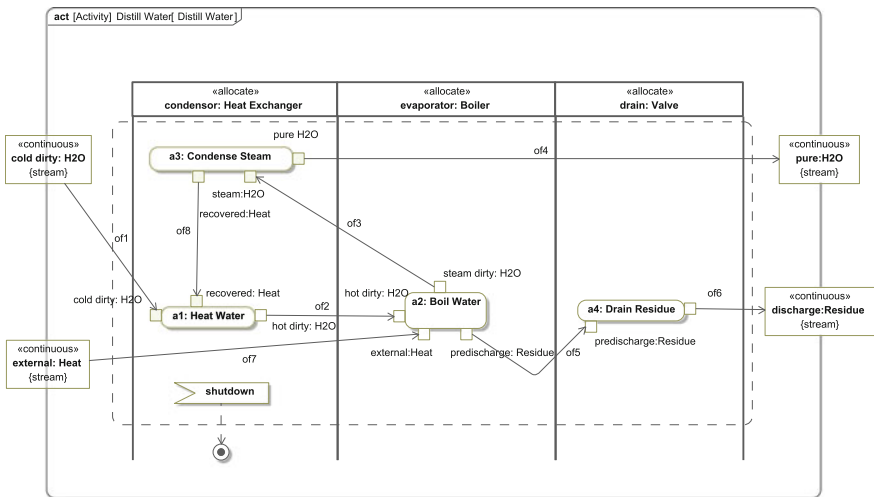 act [Activity] Distill Water[ Distill Water]
«allocate»
condensor: Heat Exchanger
«allocate»
evaporator: Boiler
«allocate»
drain: Valve
«continuous»
cold dirty: H2O
{stream}
pure H2O
a3: Condense Steam
of4
«continuous»
pure:H2O
{stream}
steam:H2O
recovered:Heat
of8
of3
of1
steam dirty: H2O
cold dirty: H2O
recovered: Heat
hot dirty: H2O
of2
a1: Heat Water
hot dirty: H2O
a2: Boil Water
a4: Drain Residue
of6
«continuous»
discharge:Residue
{stream}
«continuous»
external: Heat
{stream}
of7
external:Heat
predischarge: Residue
of5
predischarge:Residue
shutdown